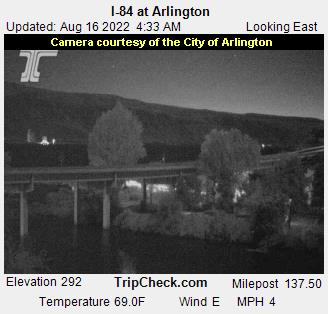 I-84 at Arlington
Updated: Aug 16 2022 4:33 AM Looking East
Camera courtesy of the City of Arlington
Elevation 292 TripCheck.com Milepost 137.50
Temperature 69.0F Wind E MPH 4